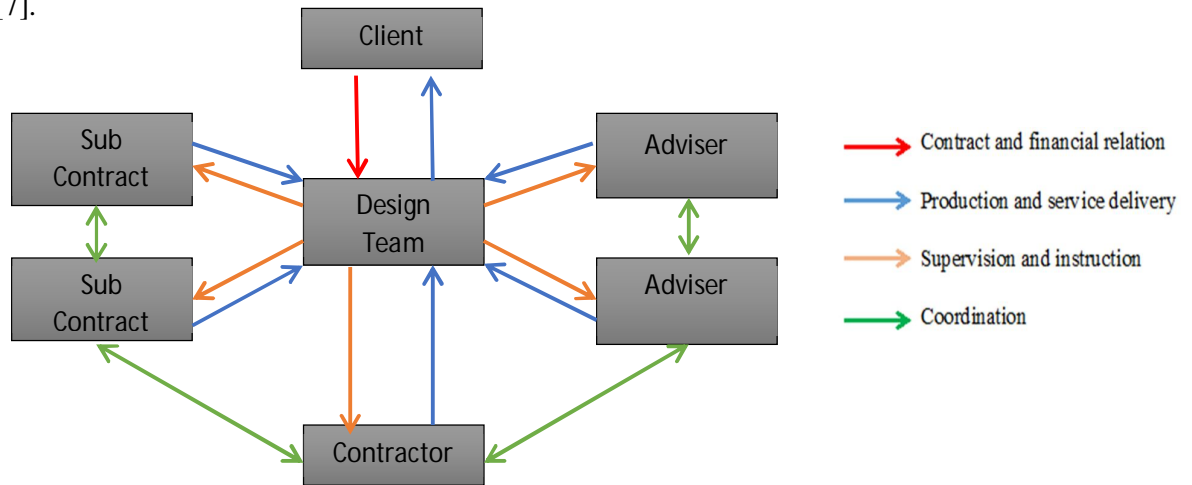 7].
Client
Sub
Contract
Adviser
Design
Team
Sub
Contract
Adviser
Contractor
Contract and financial relation
Production and service delivery
Supervision and instruction
Coordination